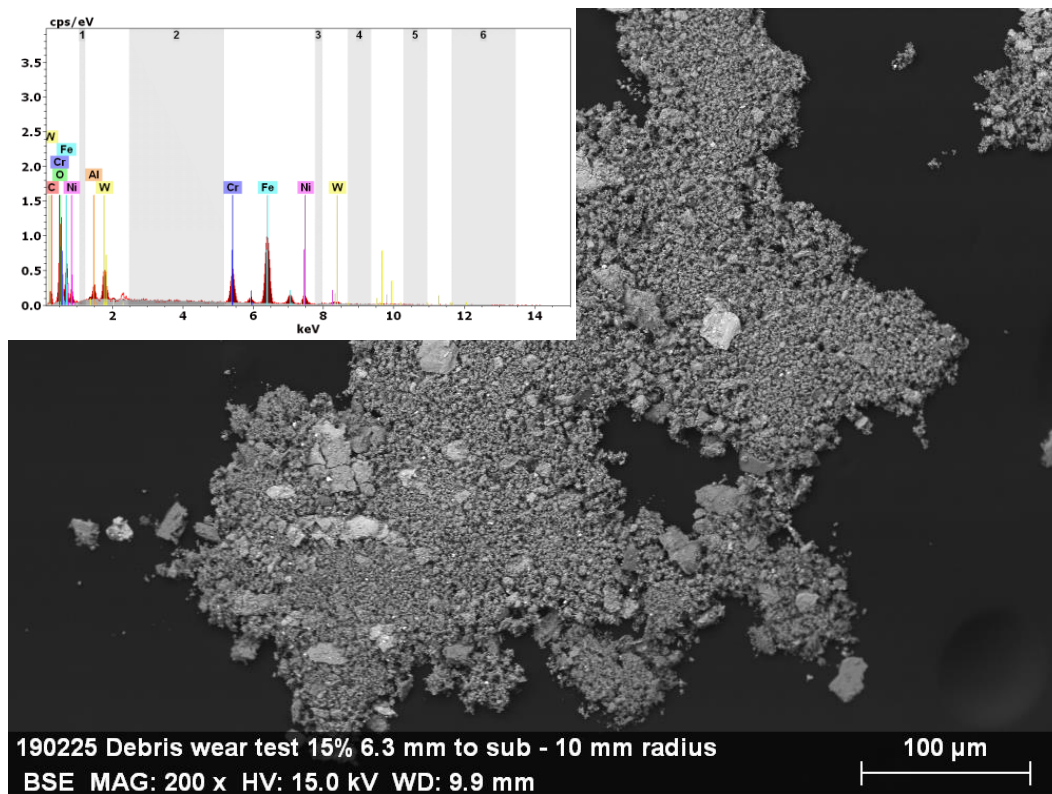 cps/eV
1 2 3 4 5 6
3.5
3.0
2.5
W
Fe
2.0
Cr
O Al
C Ni W Cr Fe Ni W
1.5
1.0
0.5
0.0
2 4 6 8 10 12 14
keV
190225 Debris wear test 15% 6.3 mm to sub - 10 mm radius
100 µm
BSE MAG: 200 x HV: 15.0 kV WD: 9.9 mm